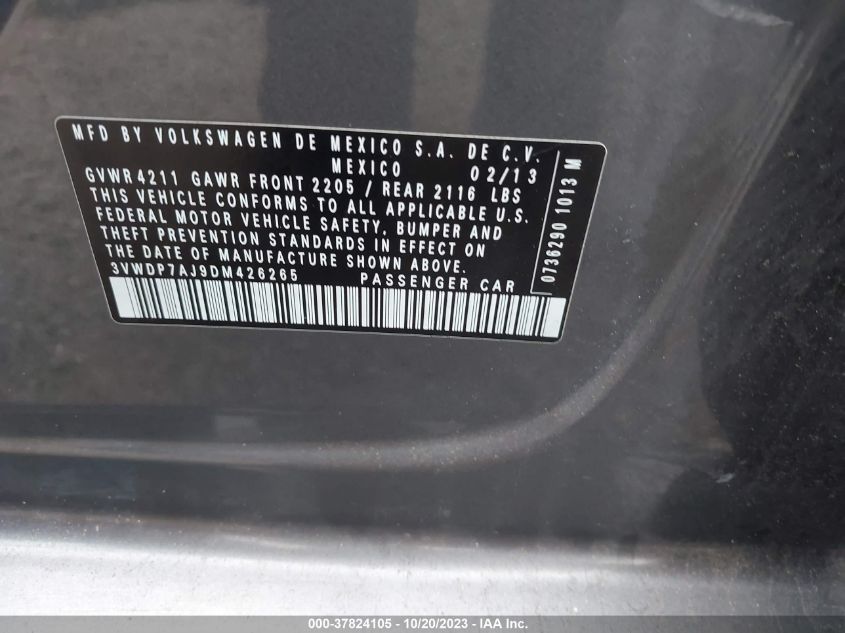 MFD BY VOLKSWAGEN DE MEXICO S.A. DE C.V.
MEXICO 02/13
GVWR 4211 GAWR FRONT 2205 / REAR 2116 LBS
THIS VEHICLE CONFORMS TO ALL APPLICABLE U.S.
FEDERAL MOTOR VEHICLE SAFETY, BUMPER AND
THEFT PREVENTION STANDARDS IN EFFECT ON
THE DATE OF MANUFACTURE SHOWN ABOVE.
3VWDP7AJ9DM426265 PASSENGER CAR
0736290 1013 M
000-37824105 - 10/20/2023 - IAA Inc.